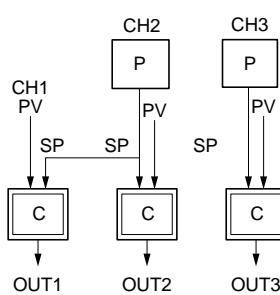 CH2 CH3
P P
CH1
PV PV PV
SP SP SP
C C C
OUT1 OUT2 OUT3